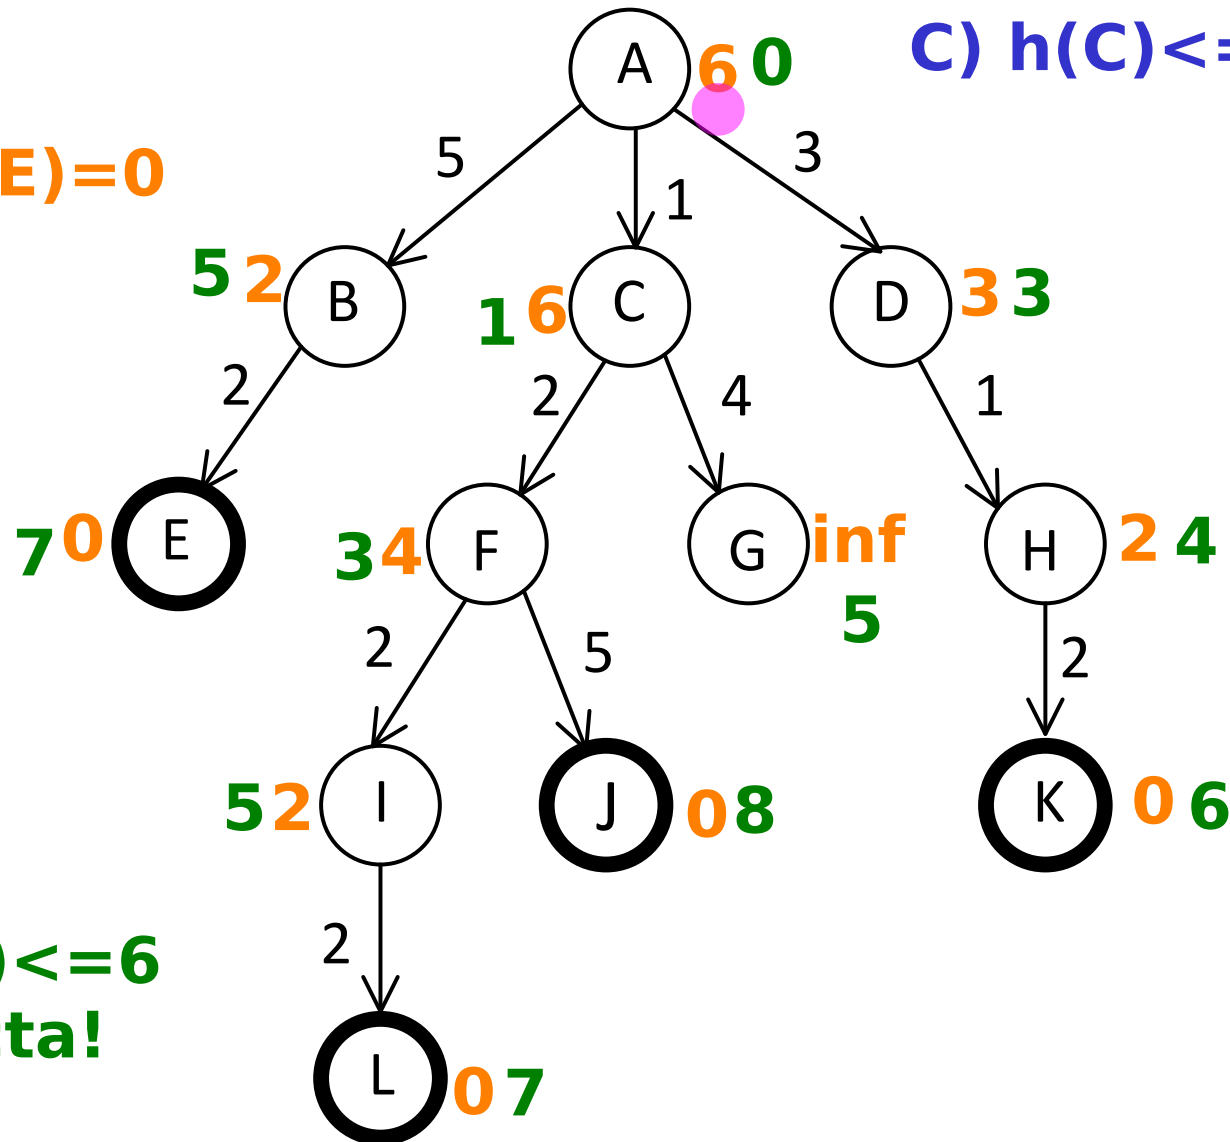 C) h(C)<=
A 6 0
5 1 3
E)=0
5 2 B 1 6 C D 3 3
2 2 4 1
7 0 E 3 4 F G inf H 2 4
5
2 5 2
5 2 I J 0 8 K 0 6
2
)<=6
ta!
L 0 7